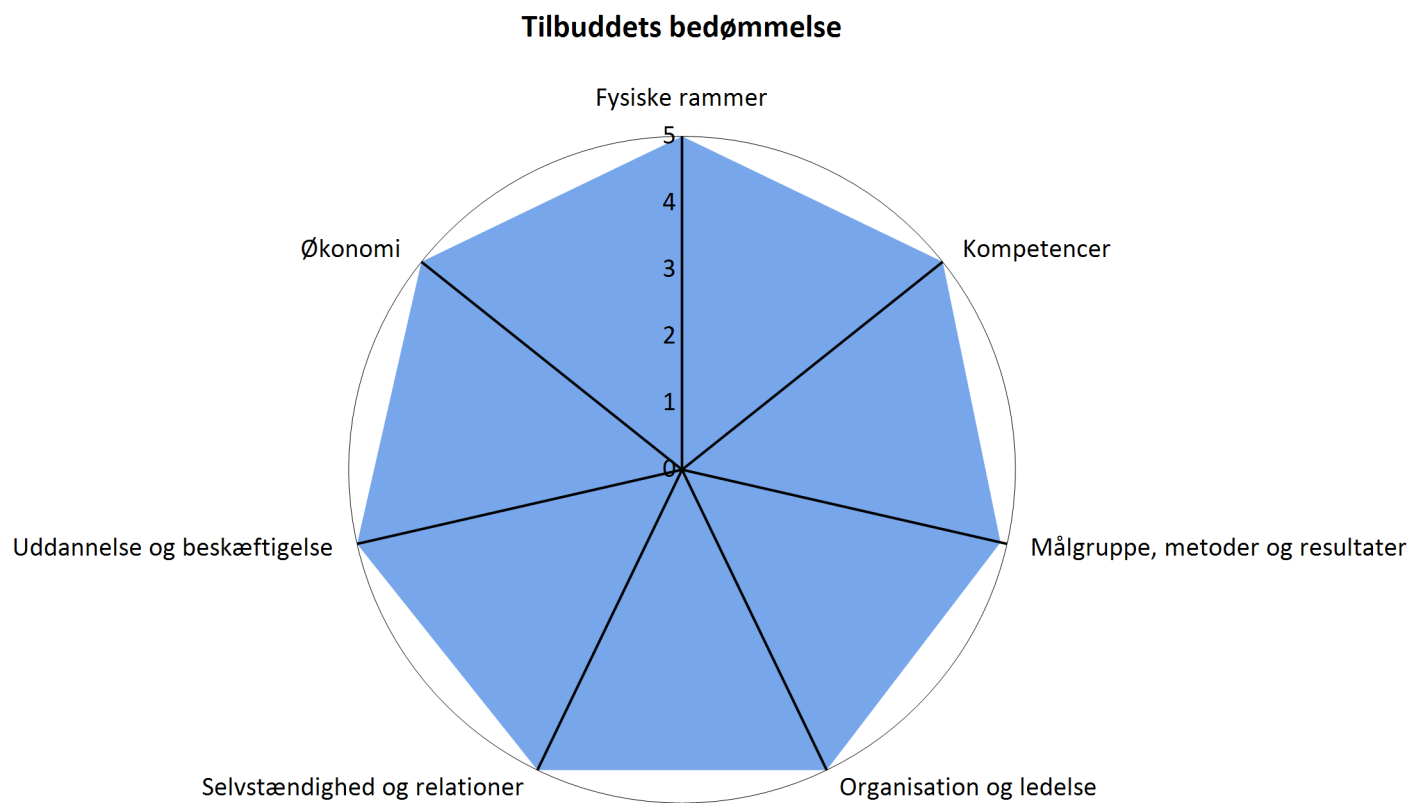 Tilbuddets bedømmelse
Fysiske rammer
5
4
Økonomi
Kompetencer
3
2
1
0
Uddannelse og beskæftigelse
Målgruppe, metoder og resultater
Selvstændighed og relationer
Organisation og ledelse